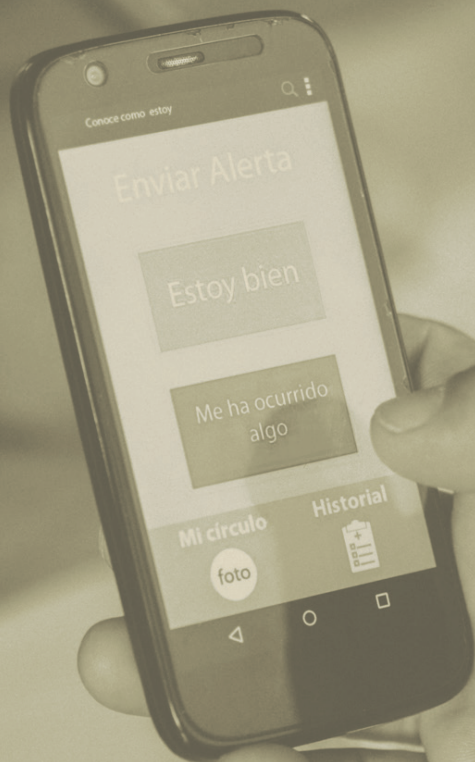 Conoce como estoy
Enviar Alerta
Estoy bien
Me ha ocurrido
algo
Mi círculo
Historial
foto